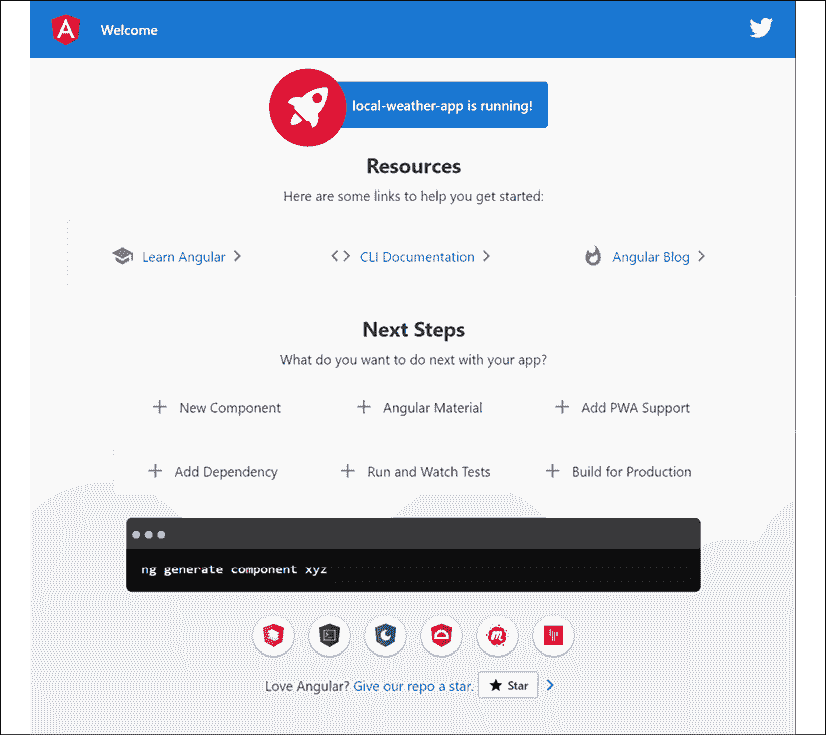 Welcome
local-weather-app is running!
Resources
Here are some links to help you get started:
Learn Angular
CLI Documentation
Angular Blog
Next Steps
What do you want to do next with your app?
New Component
Angular Material
Add PWA Support
Add Dependency
Run and Watch Tests
Build for Production
ng generate component xyz
Love Angular? Give our repo a star. Star